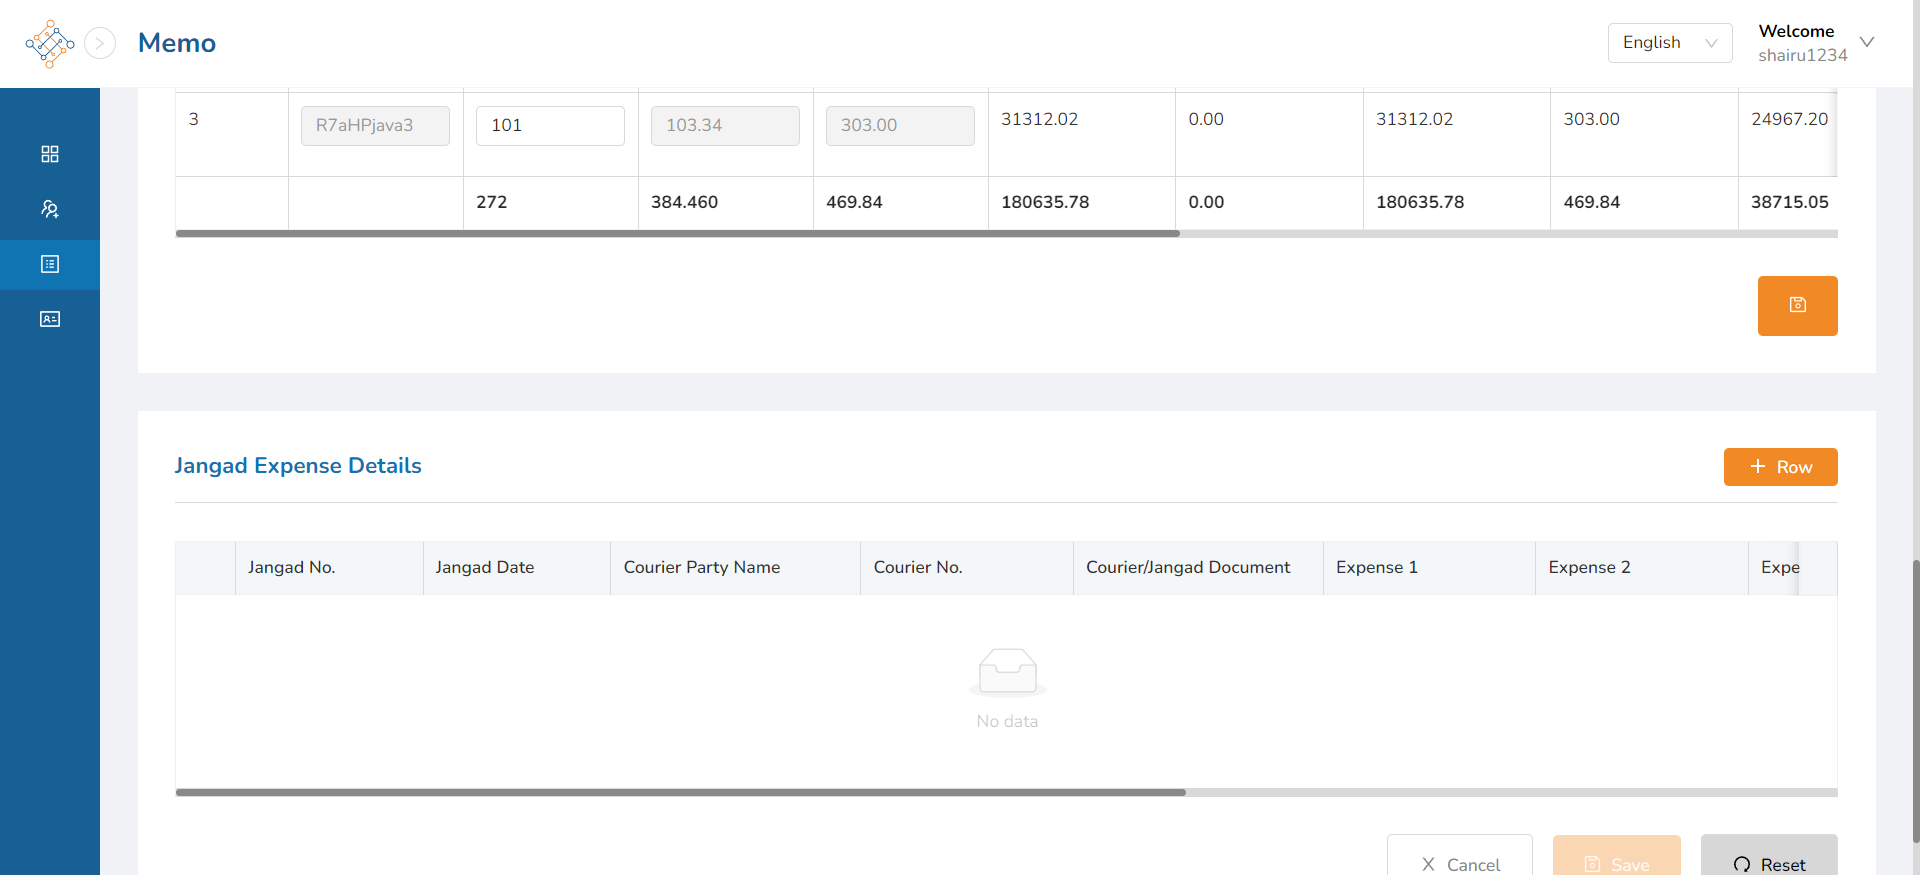 Memo
English
Welcome
shairu1234
3 R7aHPjava3 101 103.34 303.00 31312.02 0.00 31312.02 303.00 24967.20
272 384.460 469.84 180635.78 0.00 180635.78 469.84 38715.05
Jangad Expense Details
+ Row
Jangad No. Jangad Date Courier Party Name Courier No. Courier/Jangad Document Expense 1 Expense 2 Expe
No data
Cancel Save Reset